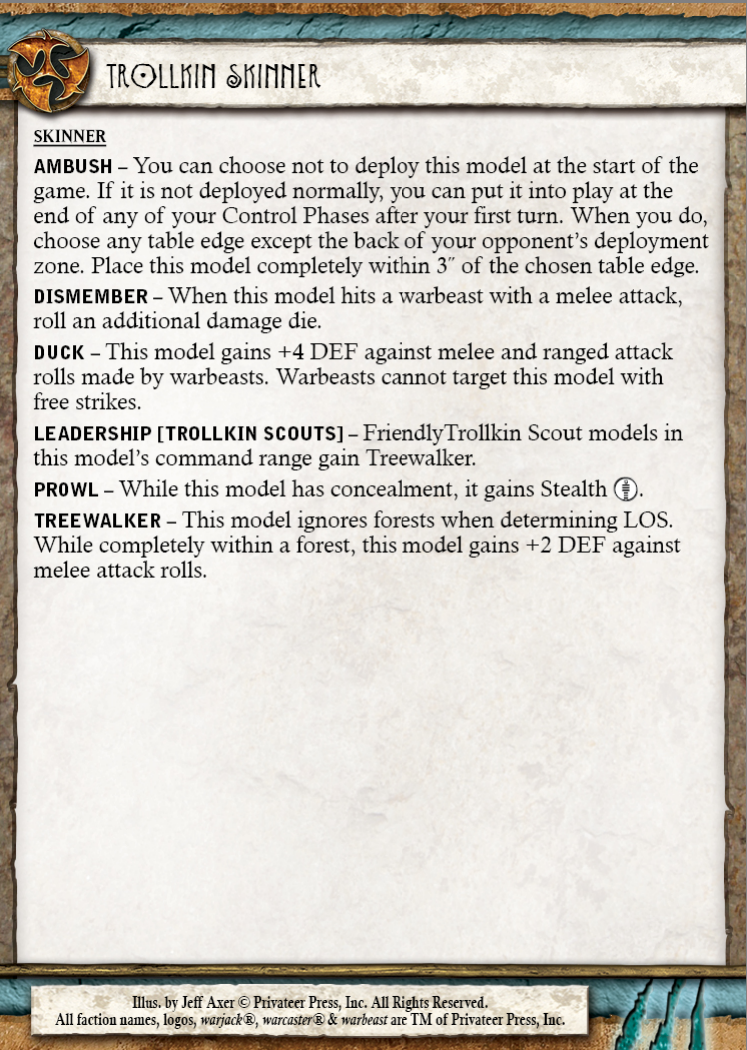 TROLLKIN SKINNER
SKINNER
AMBUSH – You can choose not to deploy this model at the start of the
game. If it is not deployed normally, you can put it into play at the
end of any of your Control Phases after your first turn. When you do,
choose any table edge except the back of your opponent's deployment
zone. Place this model completely within 3˝ of the chosen table edge.
DISMEMBER – When this model hits a warbeast with a melee attack,
roll an additional damage die.
DUCK – This model gains +4 DEF against melee and ranged attack
rolls made by warbeasts. Warbeasts cannot target this model with
free strikes.
LEADERSHIP [TROLLKIN SCOUTS] – FriendlyTrollkin Scout models in
this model's command range gain Treewalker.
PROWL – While this model has concealment, it gains Stealth .
TREEWALKER – This model ignores forests when determining LOS.
While completely within a forest, this model gains +2 DEF against
melee attack rolls.
Illus. by Jeff Axer © Privateer Press, Inc. All Rights Reserved.
All faction names, logos, warjack®, warcaster® & warbeast are TM of Privateer Press, Inc.